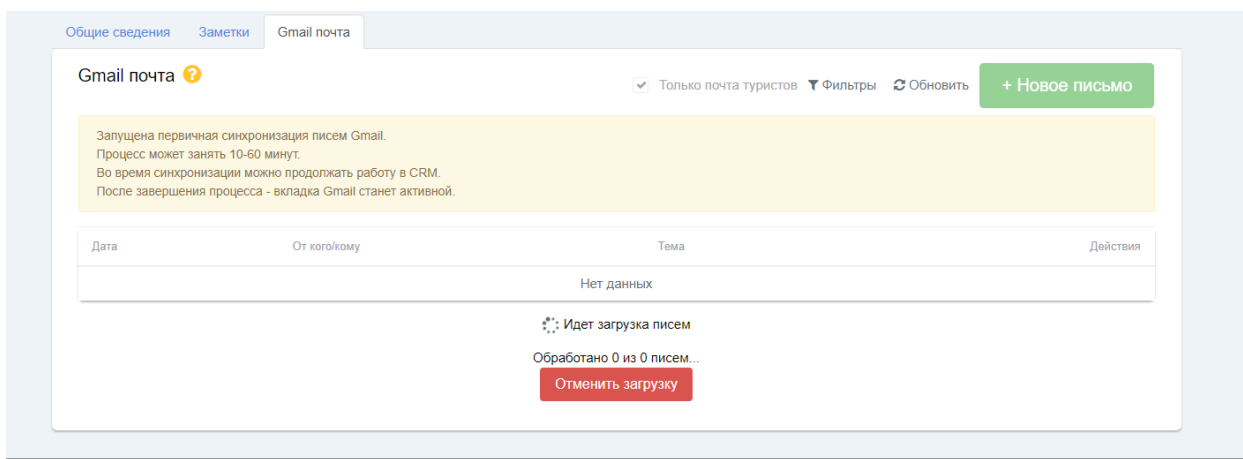 Общие сведения Заметки Gmail почта
Gmail почта ? Только почта туристов Фильтры Обновить + Новое письмо
Запущена первичная синхронизация писем Gmail.
Процесс может занять 10-60 минут.
Во время синхронизации можно продолжать работу в CRM.
После завершения процесса - вкладка Gmail станет активной.
Дата От кого/кому Тема Действия
Нет данных
Идет загрузка писем
Обработано 0 из 0 писем...
Отменить загрузку